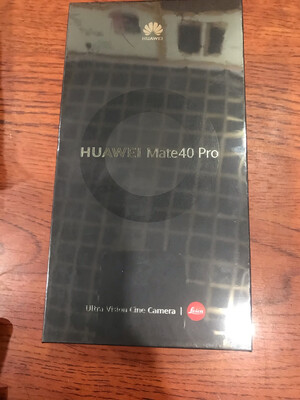 HUAWEI
HUAWEI Mate40 Pro
Ultra Vision Cine Camera | Leica